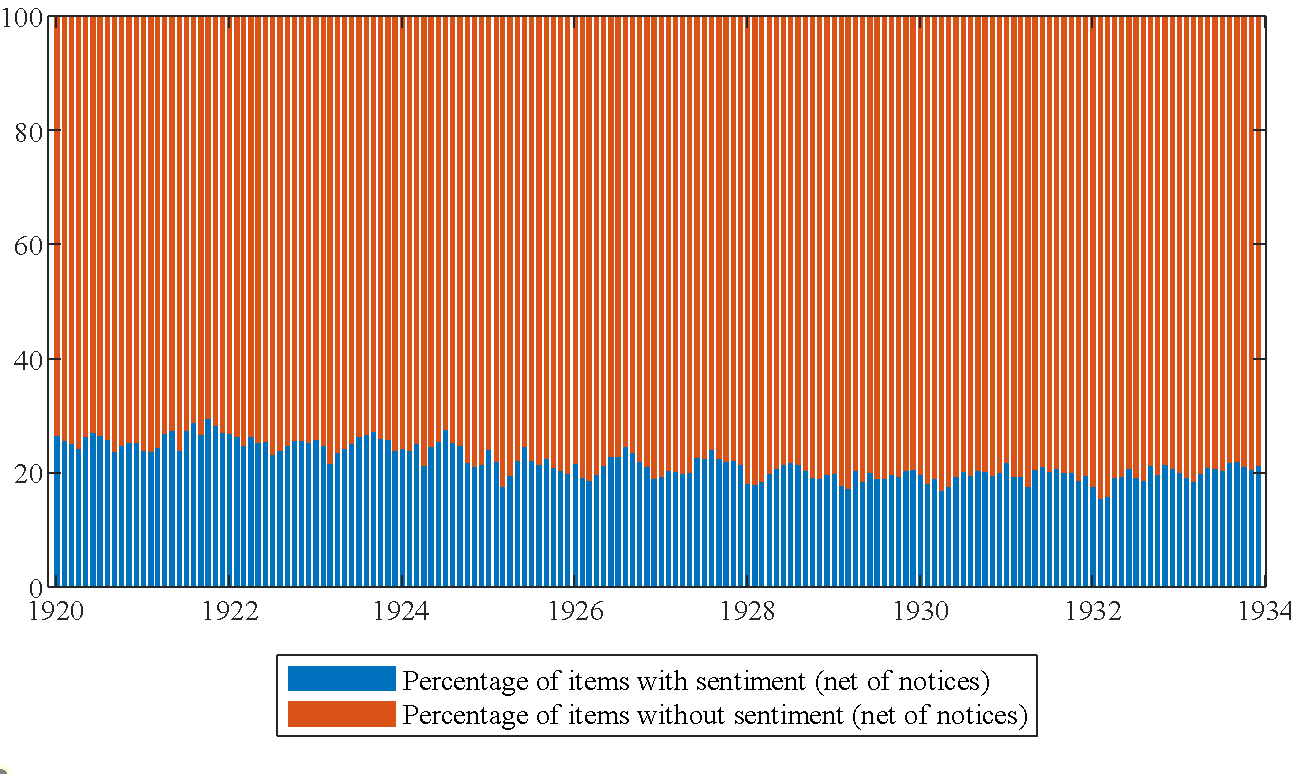 100
80
60
40
20
0
1920 1922 1924 1926 1928 1930 1932 1934
Percentage of items with sentiment (net of notices)
Percentage of items without sentiment (net of notices)